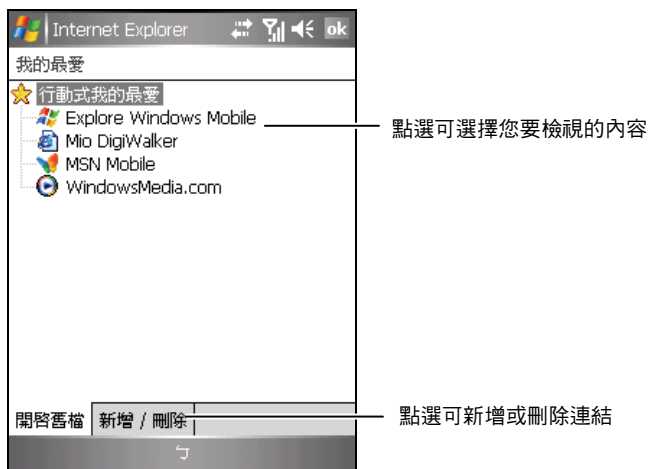 Internet Explorer ok
我的最愛
行動式我的最愛
Explore Windows Mobile
點選可選擇您要檢視的內容
Mio DigiWalker
MSN Mobile
WindowsMedia.com
開啓舊檔 新增 / 刪除
點選可新增或刪除連結